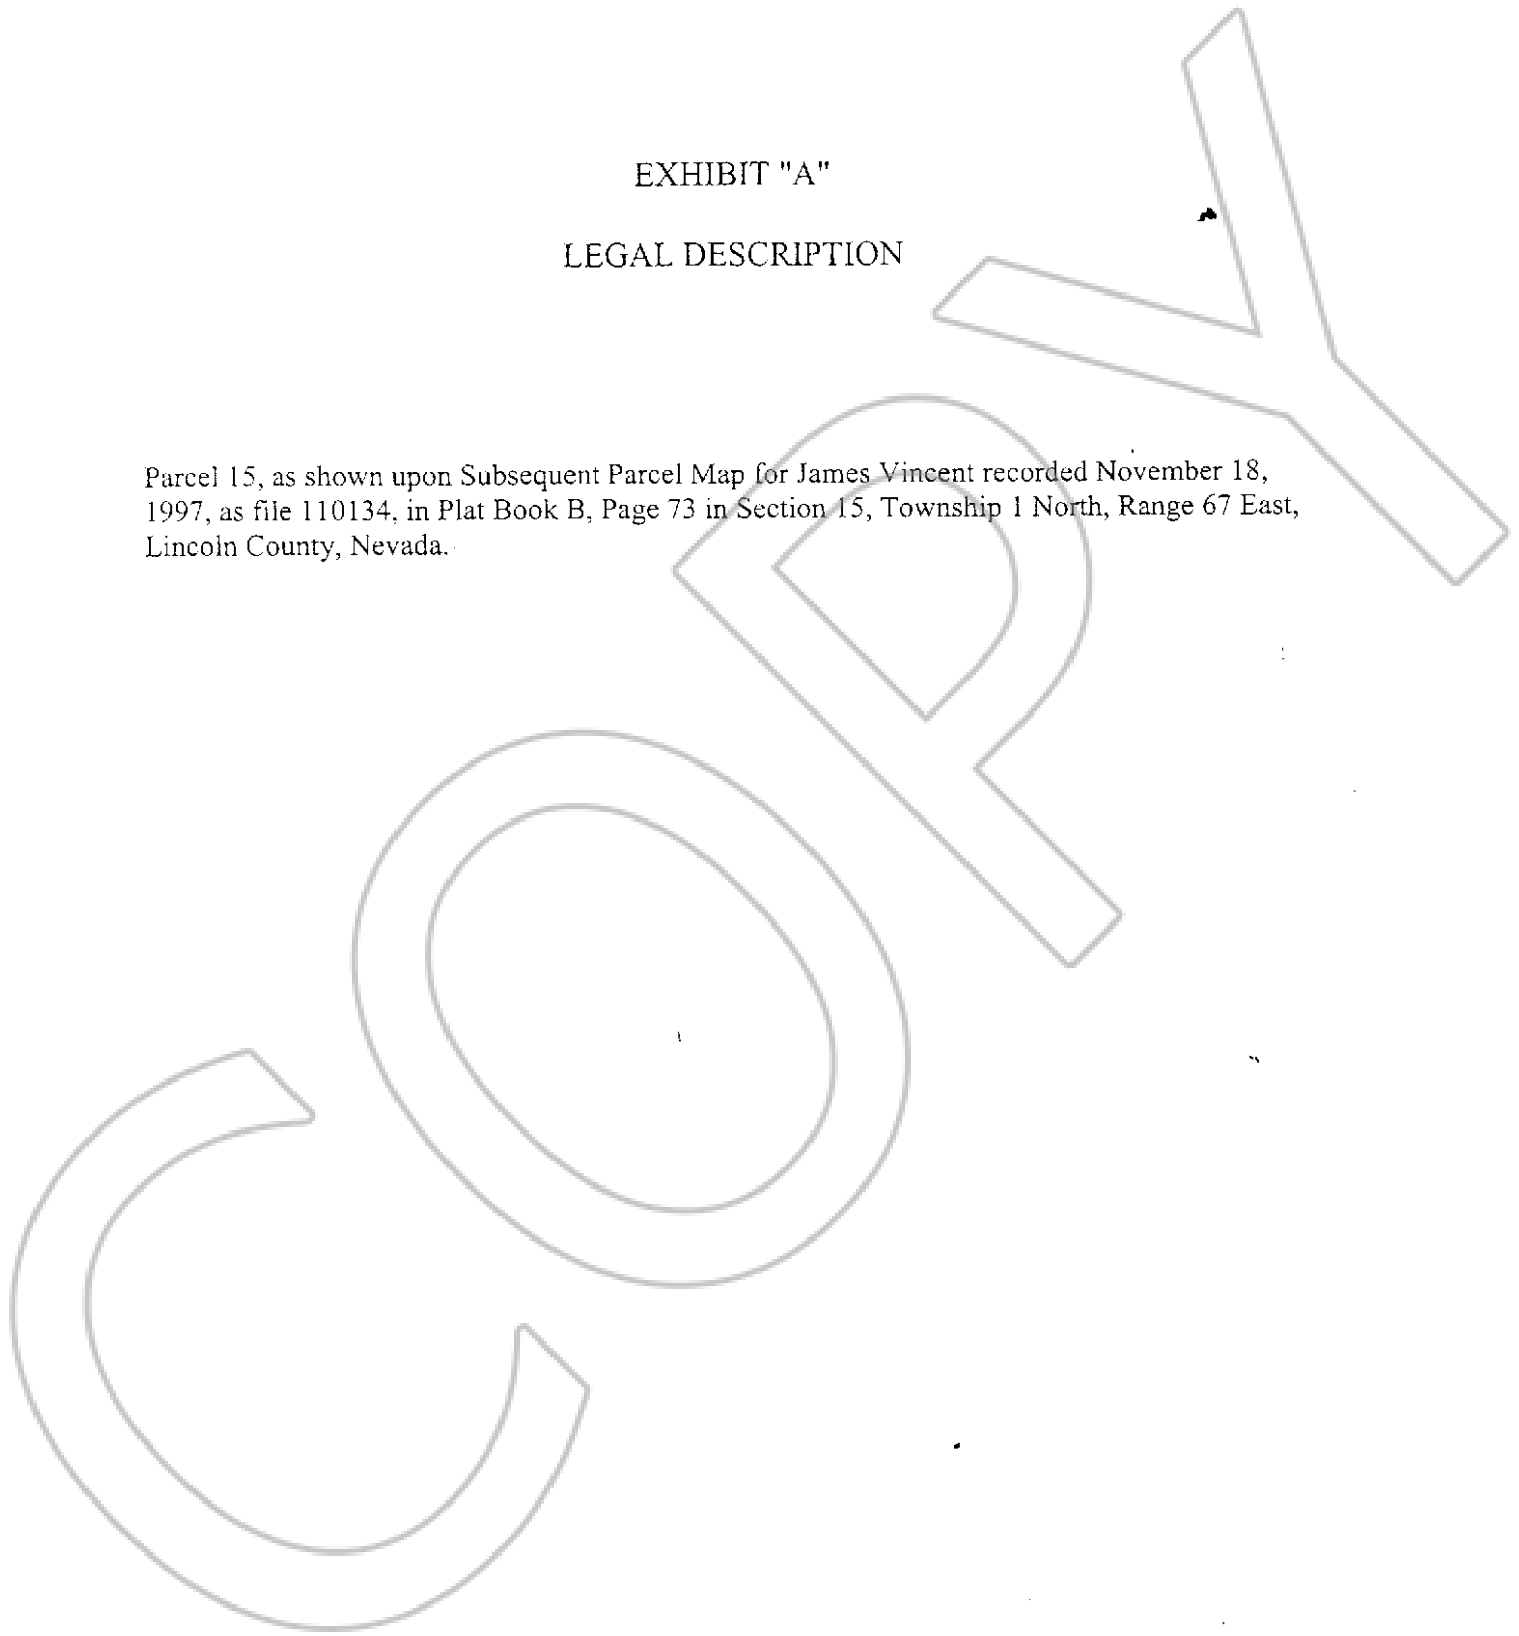 EXHIBIT "A"
LEGAL DESCRIPTION
Parcel 15, as shown upon Subsequent Parcel Map for James Vincent recorded November 18,
1997, as file 110134, in Plat Book B, Page 73 in Section 15, Township 1 North, Range 67 East,
Lincoln County, Nevada.
COPY